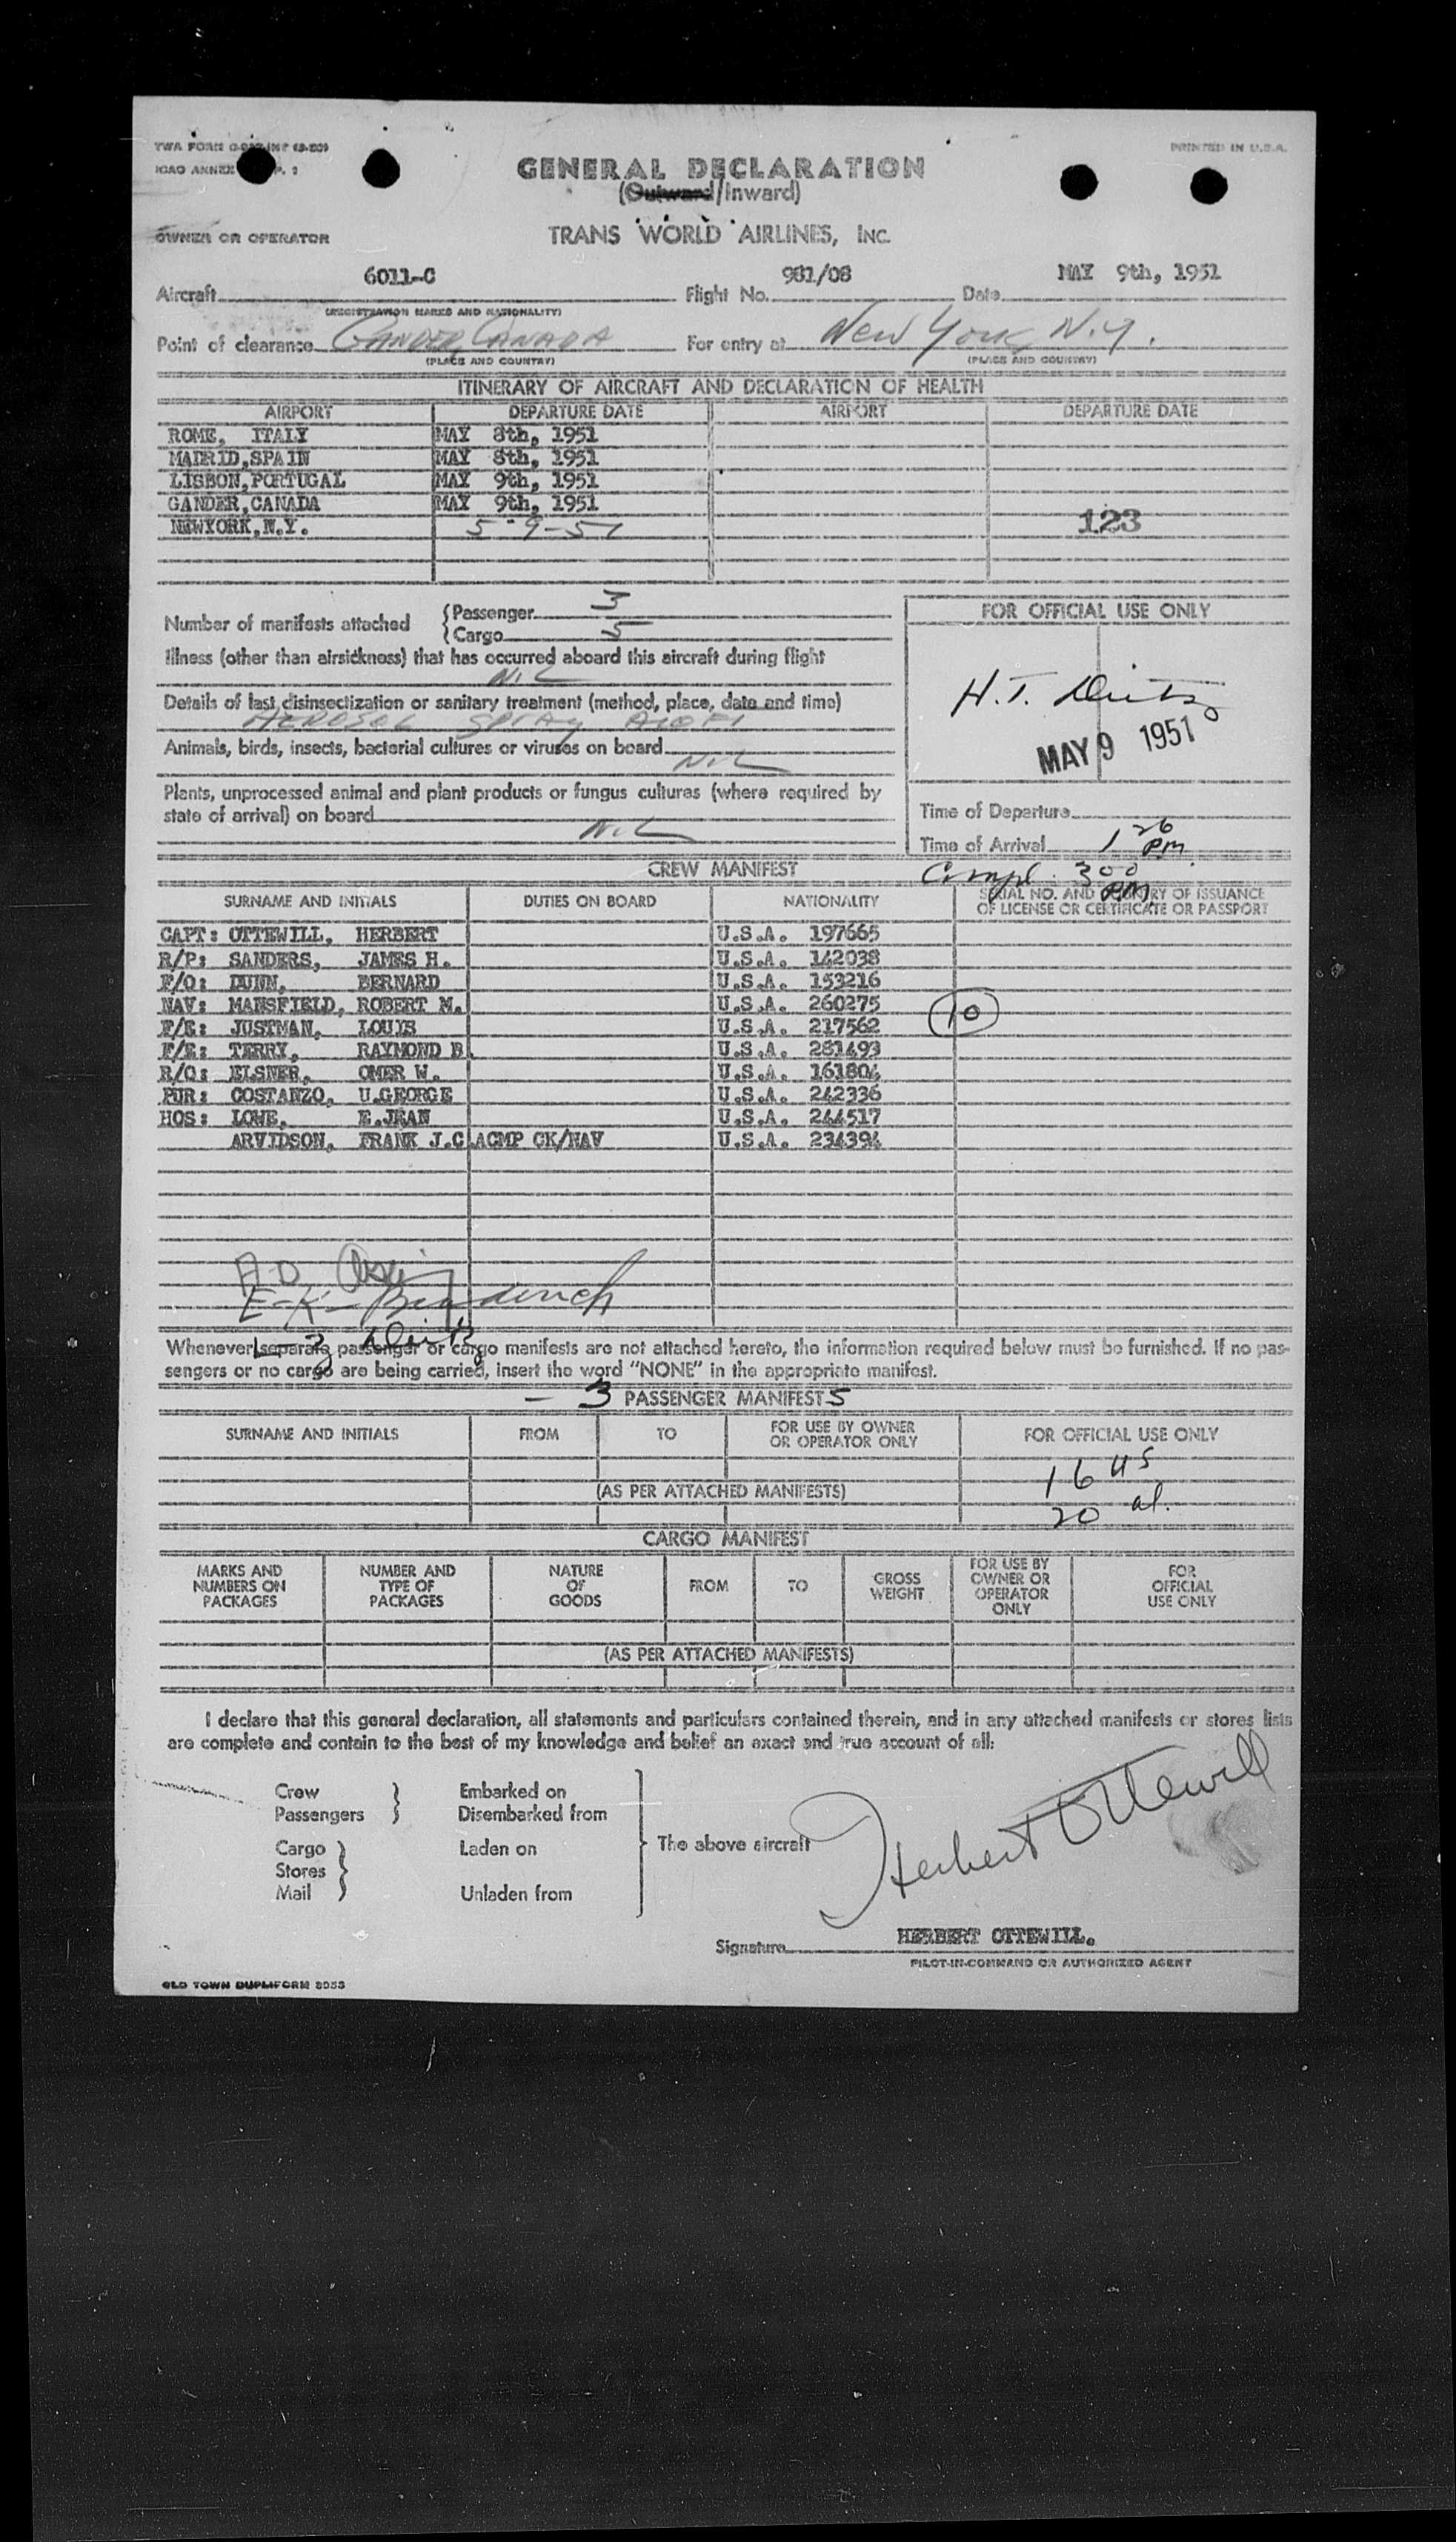 PRINTED IN U.S.A.
ICAO ANNEX P. 1
GENERAL DECLARATION
(Outward/Inward)
OWNER OR OPERATOR TRANS WORLD AIRLINES, INC.
Aircraft 6011-C Flight No. 981/08 Date MAY 9th, 1951
(REGISTRATION MARKS AND NATIONALITY)
Point of clearance GANDER, CANADA For entry at New York, N.Y.
(PLACE AND COUNTRY) (PLACE AND COUNTRY)
ITINERARY OF AIRCRAFT AND DECLARATION OF HEALTH
AIRPORT DEPARTURE DATE AIRPORT DEPARTURE DATE
ROME, ITALY MAY 8th, 1951
MADRID,SPAIN MAY 8th, 1951
LISBON,PORTUGAL MAY 9th, 1951
GANDER,CANADA MAY 9th, 1951
NEWYORK,N.Y. 5-9-51 123
Number of manifests attached {Passenger 3
{Cargo 5
FOR OFFICIAL USE ONLY
Illness (other than airsickness) that has occurred aboard this aircraft during flight
NIL
Details of last disinsectization or sanitary treatment (method, place, date and time)
AEROSOL SPRAY ALOFT
Animals, birds, insects, bacterial cultures or viruses on board
NIL
Plants, unprocessed animal and plant products or fungus cultures (where required by
state of arrival) on board
NIL
H.T. Deitz
MAY 9 1951
Time of Departure
Time of Arrival 1 26 PM
Compl. 300 PM
CREW MANIFEST
SURNAME AND INITIALS DUTIES ON BOARD NATIONALITY SERIAL NO. AND COUNTRY OF ISSUANCE
OF LICENSE OR CERTIFICATE OR PASSPORT
CAPT: OTTEWILL, HERBERT U.S.A. 197665
R/P: SANDERS, JAMES H. U.S.A. 142038
F/O: DUNN, BERNARD U.S.A. 153216
NAV: MANSFIELD, ROBERT M. U.S.A. 260275
F/E: JUSTMAN, LOUIS U.S.A. 217562 10
F/E: TERRY, RAYMOND B. U.S.A. 281493
R/O: ELSNER, OMER W. U.S.A. 161804
PUR: COSTANZO, U.GEORGE U.S.A. 242336
HOS: LOWE, E.JEAN U.S.A. 244517
ARVIDSON, FRANK J.C ACMP CK/NAV U.S.A. 234394
Whenever separate passenger or cargo manifests are not attached hereto, the information required below must be furnished. If no pas-
sengers or no cargo are being carried, insert the word "NONE" in the appropriate manifest.
- 3 PASSENGER MANIFEST 5
SURNAME AND INITIALS FROM TO FOR USE BY OWNER
OR OPERATOR ONLY FOR OFFICIAL USE ONLY
16 US
(AS PER ATTACHED MANIFESTS)
20 al.
CARGO MANIFEST
MARKS AND
NUMBERS ON
PACKAGES NUMBER AND
TYPE OF
PACKAGES NATURE
OF
GOODS FROM TO GROSS
WEIGHT FOR USE BY
OWNER OR
OPERATOR
ONLY FOR
OFFICIAL
USE ONLY
(AS PER ATTACHED MANIFESTS)
I declare that this general declaration, all statements and particulars contained therein, and in any attached manifests or stores lists
are complete and contain to the best of my knowledge and belief an exact and true account of all:
Crew } Embarked on
Passengers } Disembarked from
Cargo } Laden on
Stores }
Mail } Unladen from
The above aircraft
Herbert Ottewill
HERBERT OTTEWILL.
Signature
PILOT-IN-COMMAND OR AUTHORIZED AGENT
OLD TOWN DUPLIFORM 8053